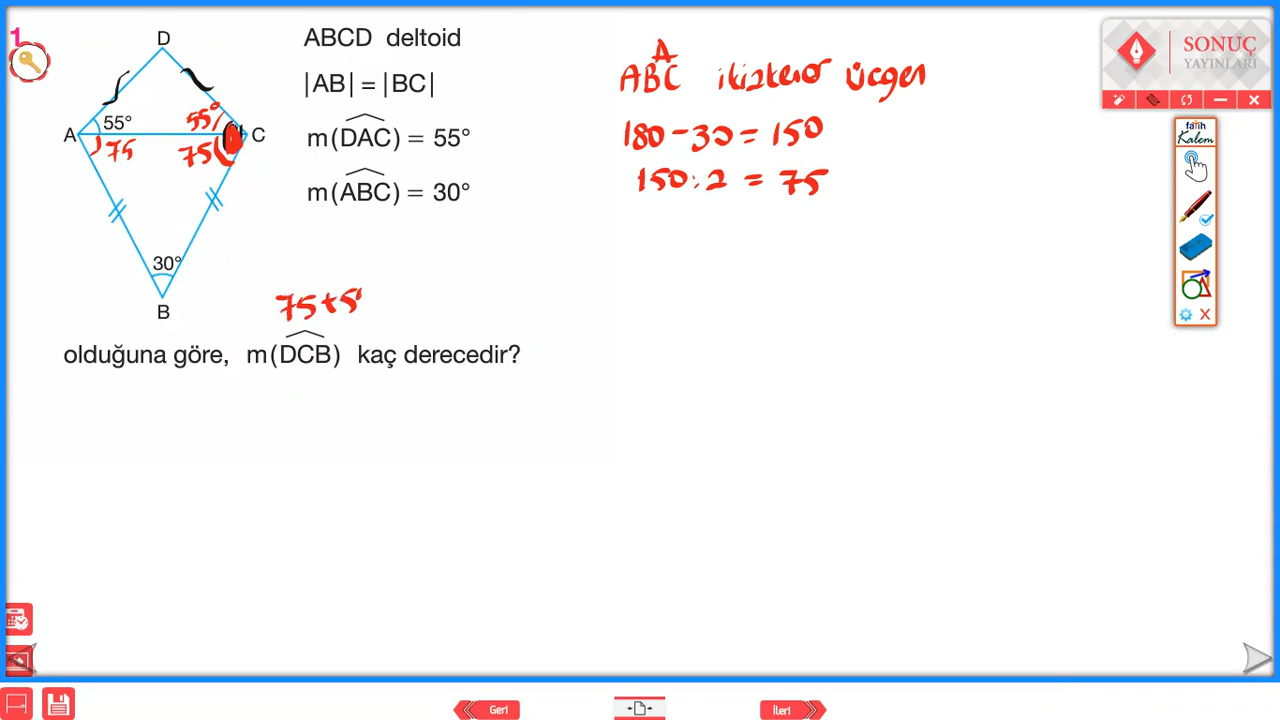 1
D
ABCD deltoid
|AB| = |BC|
m(DAC) = 55°
m(ABC) = 30°
A
55°
55°
C
75
75
30°
B
75+5
olduğuna göre, m(DCB) kaç derecedir?
ABC ikizkenar üçgen
180-30=150
150:2 = 75
SONUÇ
YAYINLARI
fatih
Kalem
Geri
İleri